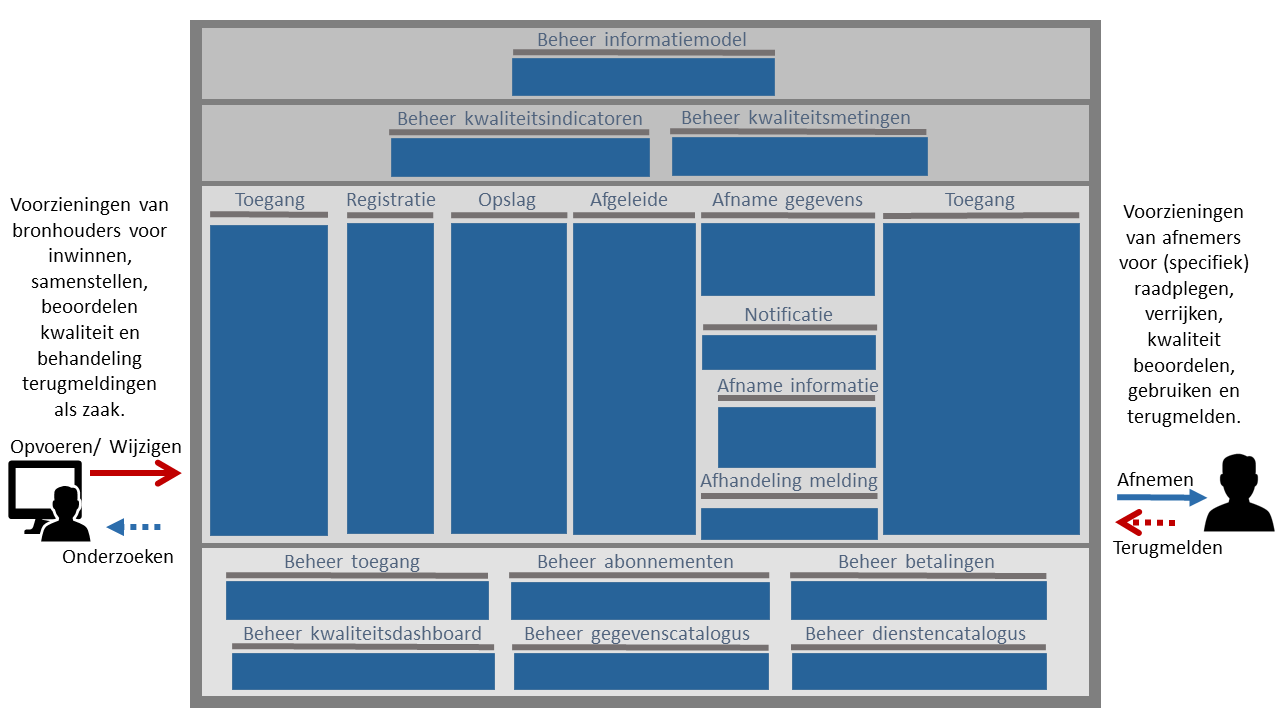 Beheer informatiemodel
Beheer kwaliteitsindicatoren
Beheer kwaliteitsmetingen
Voorzieningen van
bronhouders voor
inwinnen,
samenstellen,
beoordelen
kwaliteit en
behandeling
terugmeldingen
als zaak.
Opvoeren/ Wijzigen
Onderzoeken
Toegang
Registratie
Opslag
Afgeleide
Afname gegevens
Notificatie
Afname informatie
Afhandeling melding
Toegang
Voorzieningen
van afnemers
voor (specifiek)
raadplegen,
verrijken,
kwaliteit
beoordelen,
gebruiken en
terugmelden.
Afnemen
Terugmelden
Beheer toegang
Beheer abonnementen
Beheer betalingen
Beheer kwaliteitsdashboard
Beheer gegevenscatalogus
Beheer dienstencatalogus